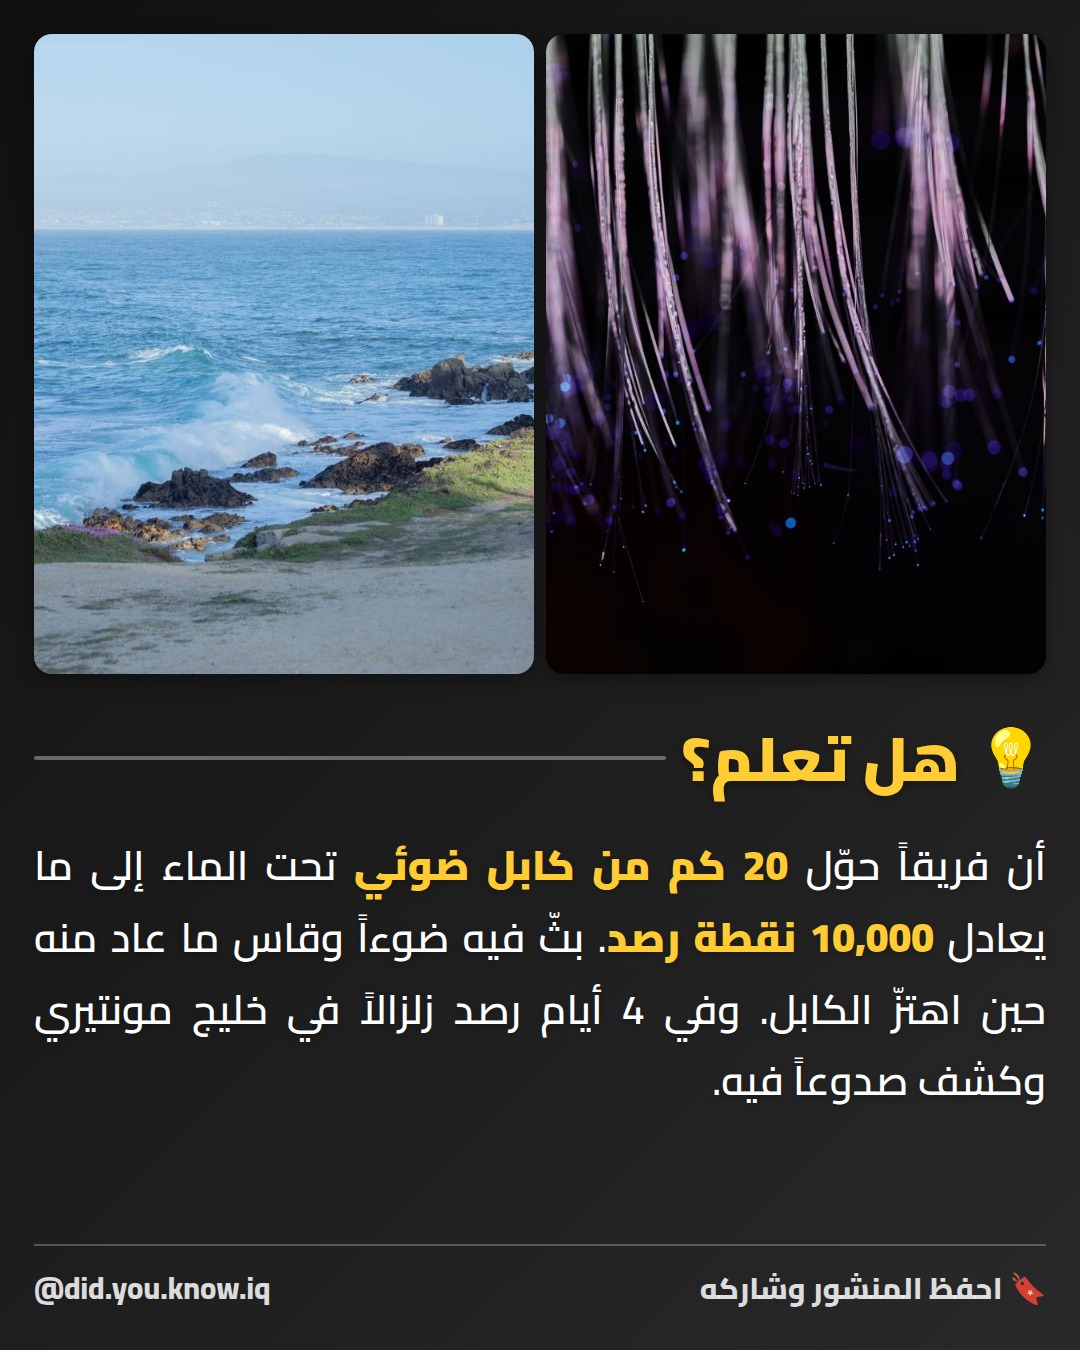 💡 هل تعلم؟
أن فريقاً حوّل 20 كم من كابل ضوئي تحت الماء إلى ما
يعادل 10,000 نقطة رصد. بثّ فيه ضوءاً وقاس ما عاد منه
حين اهتزّ الكابل. وفي 4 أيام رصد زلزالاً في خليج مونتيري
وكشف صدوعاً فيه.
🔖 احفظ المنشور وشاركه
@did.you.know.iq